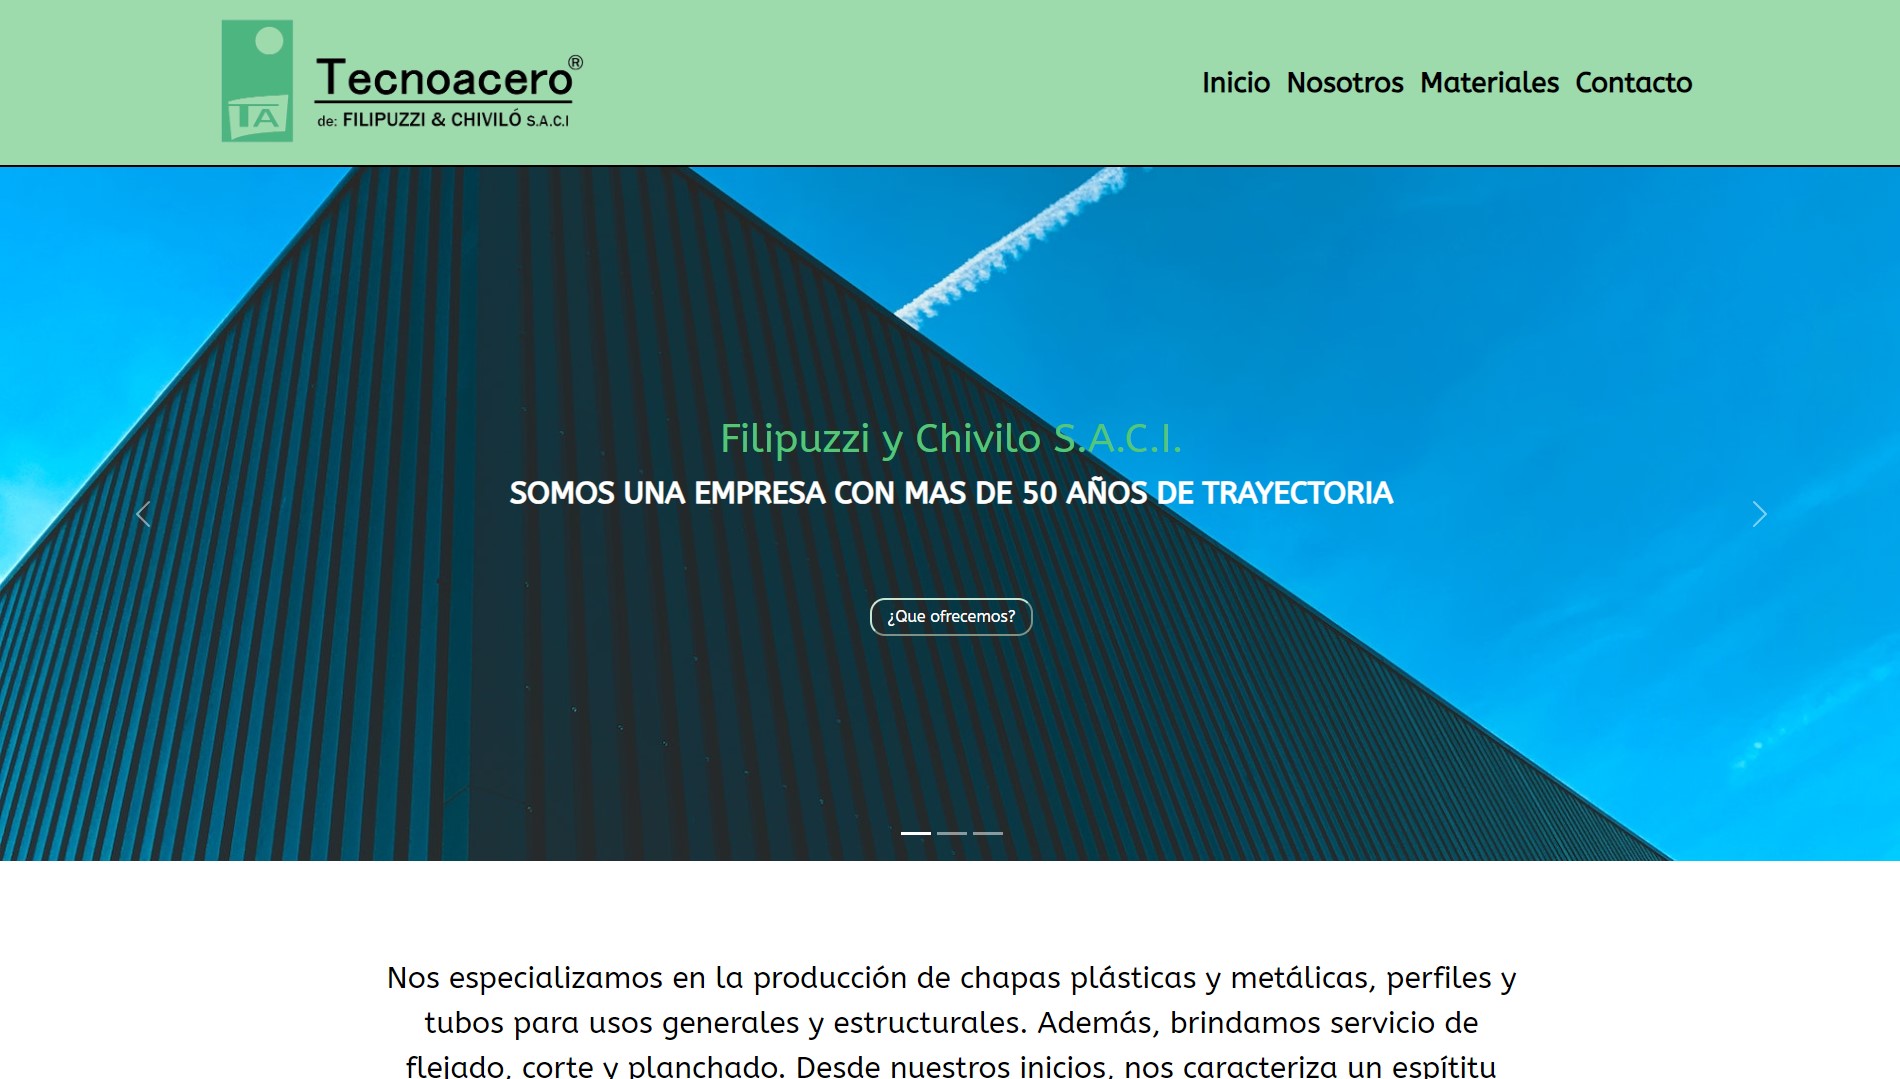 TA
Tecnoacero®
de: FILIPUZZI & CHIVILÓ S.A.C.I
Inicio Nosotros Materiales Contacto
Filipuzzi y Chivilo S.A.C.I.
SOMOS UNA EMPRESA CON MAS DE 50 AÑOS DE TRAYECTORIA
¿Que ofrecemos?
Nos especializamos en la producción de chapas plásticas y metálicas, perfiles y
tubos para usos generales y estructurales. Además, brindamos servicio de
flejado, corte y planchado. Desde nuestros inicios, nos caracteriza un espítitu